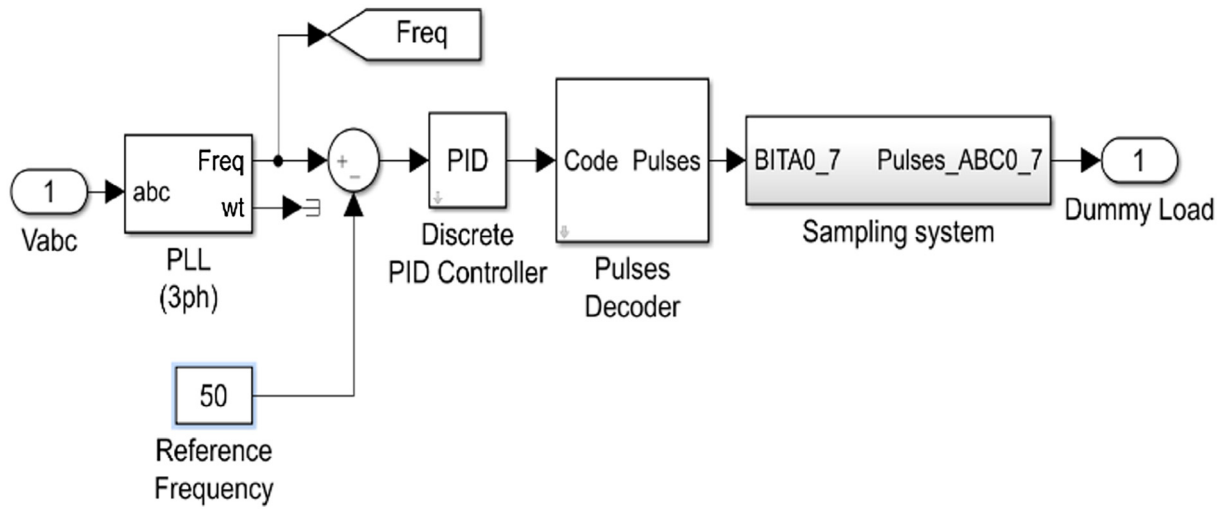 Freq
1
Vabc
abc
Freq
wt
PLL
(3ph)
+
_
PID
Discrete
PID Controller
Code Pulses
Pulses
Decoder
BITA0_7 Pulses_ABC0_7
Sampling system
1
Dummy Load
50
Reference
Frequency